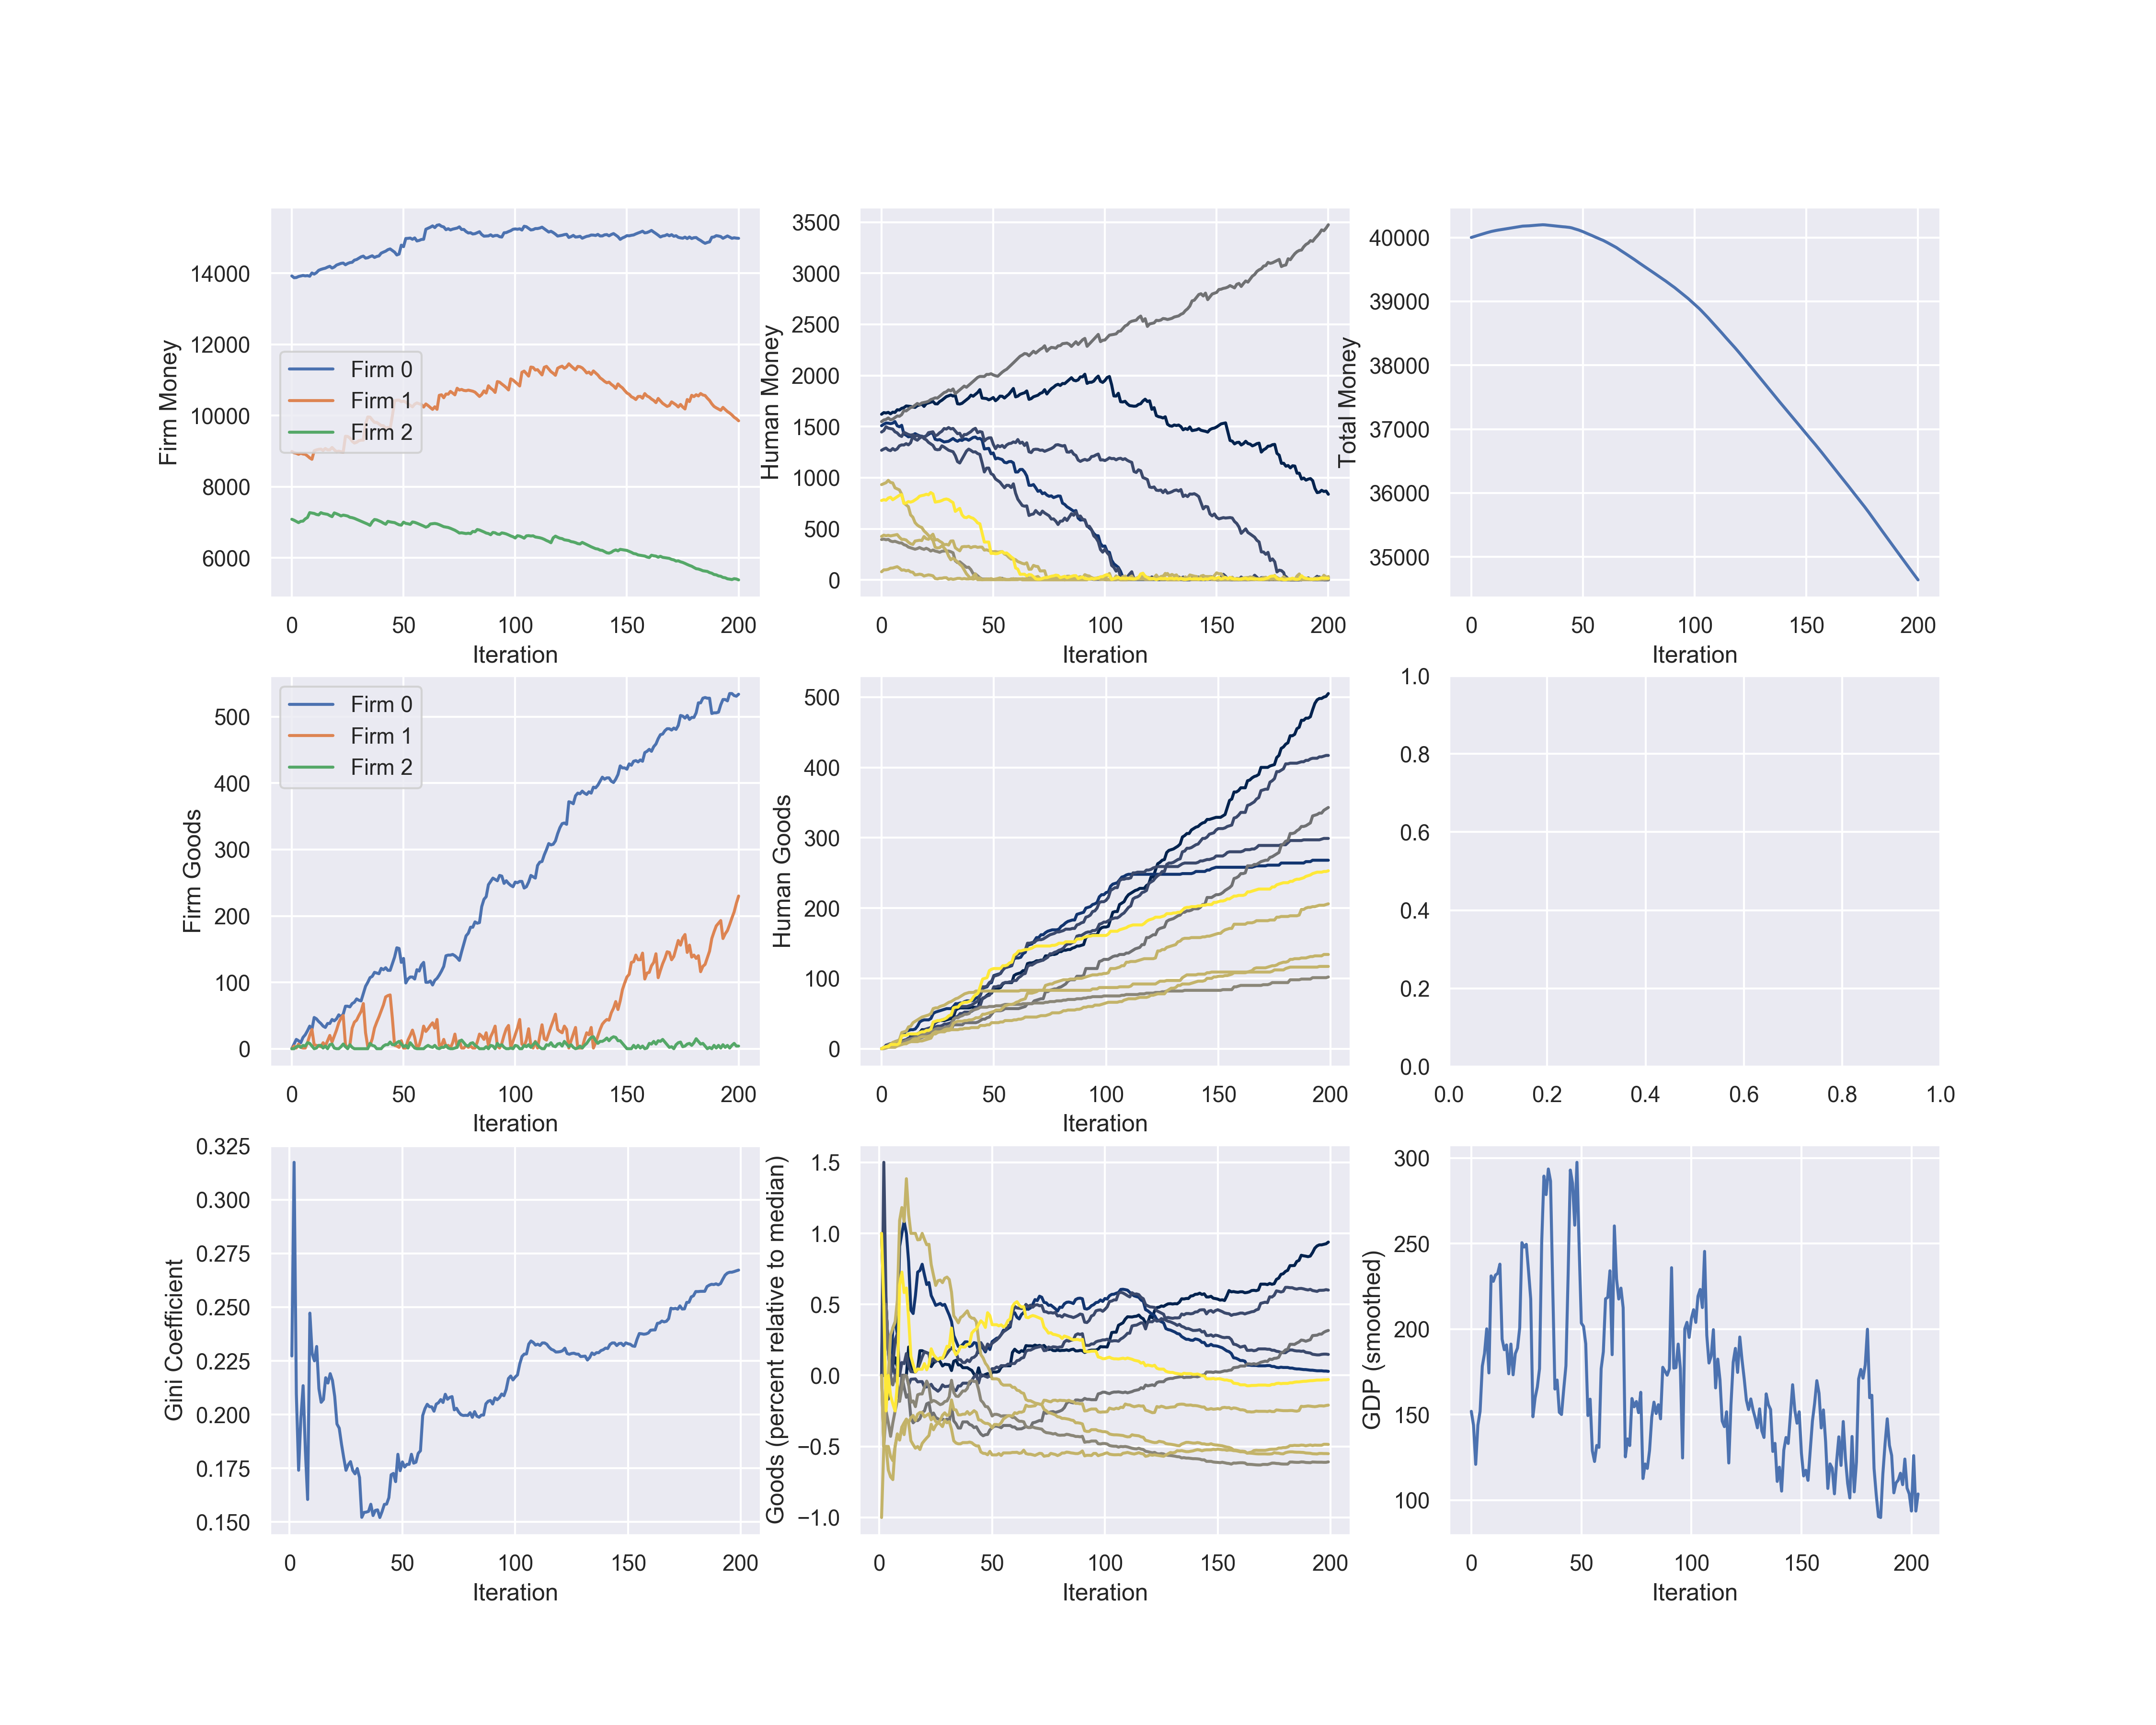 Firm Money
14000
12000
10000
8000
6000
Firm 0
Firm 1
Firm 2
0 50 100 150 200
Iteration
Human Money
3500
3000
2500
2000
1500
1000
500
0
0 50 100 150 200
Iteration
Total Money
40000
39000
38000
37000
36000
35000
0 50 100 150 200
Iteration
Firm Goods
500
400
300
200
100
0
Firm 0
Firm 1
Firm 2
0 50 100 150 200
Iteration
Human Goods
500
400
300
200
100
0
0 50 100 150 200
Iteration
1.0
0.8
0.6
0.4
0.2
0.0
0.0 0.2 0.4 0.6 0.8 1.0
Gini Coefficient
0.325
0.300
0.275
0.250
0.225
0.200
0.175
0.150
0 50 100 150 200
Iteration
Goods (percent relative to median)
1.5
1.0
0.5
0.0
−0.5
−1.0
0 50 100 150 200
Iteration
GDP (smoothed)
300
250
200
150
100
0 50 100 150 200
Iteration